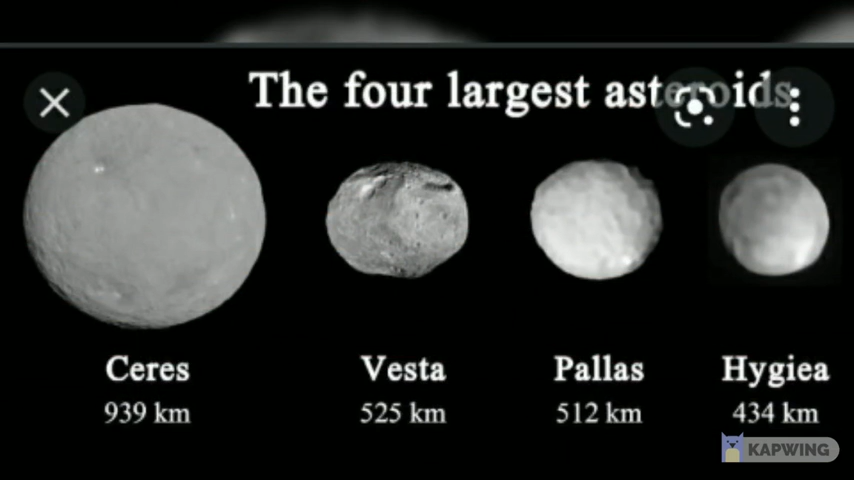 The four largest asteroids
Ceres
939 km
Vesta
525 km
Pallas
512 km
Hygiea
434 km
KAPWING